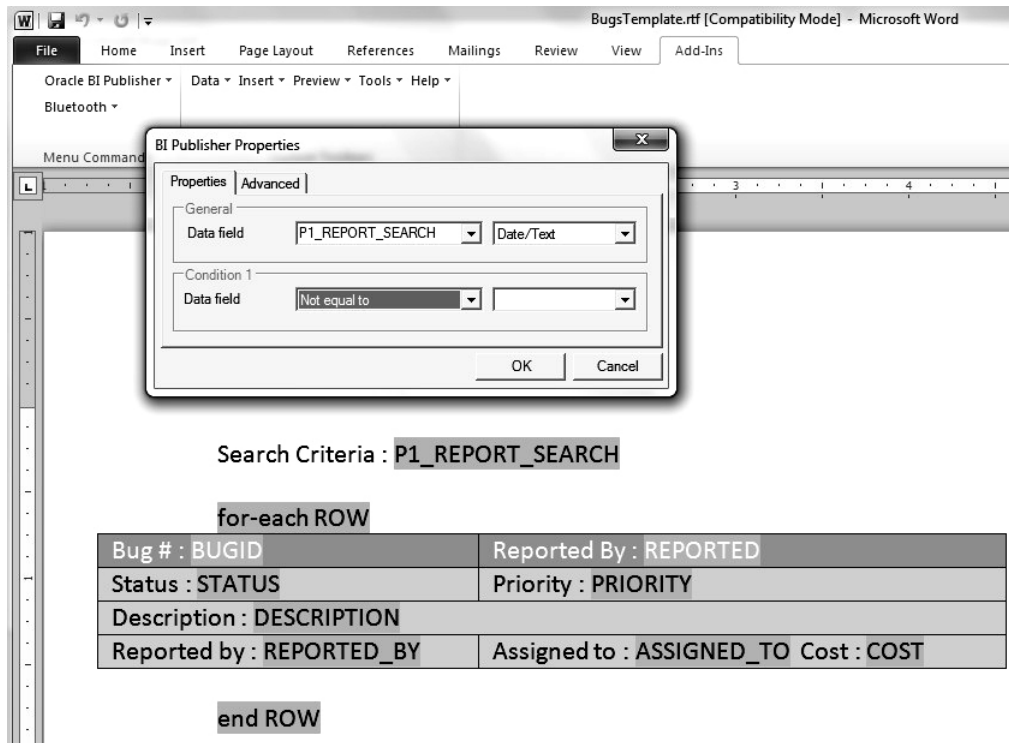 BugsTemplate.rtf [Compatibility Mode] - Microsoft Word
File Home Insert Page Layout References Mailings Review View Add-Ins
Oracle BI Publisher Data Insert Preview Tools Help
Bluetooth
Menu Command
BI Publisher Properties
Properties Advanced
General
Data field P1_REPORT_SEARCH Date/Text
Condition 1
Data field Not equal to
OK Cancel
3 4
Search Criteria : P1_REPORT_SEARCH
for-each ROW
Bug # : BUGID Reported By : REPORTED
Status : STATUS Priority : PRIORITY
Description : DESCRIPTION
Reported by : REPORTED_BY Assigned to : ASSIGNED_TO Cost : COST
end ROW